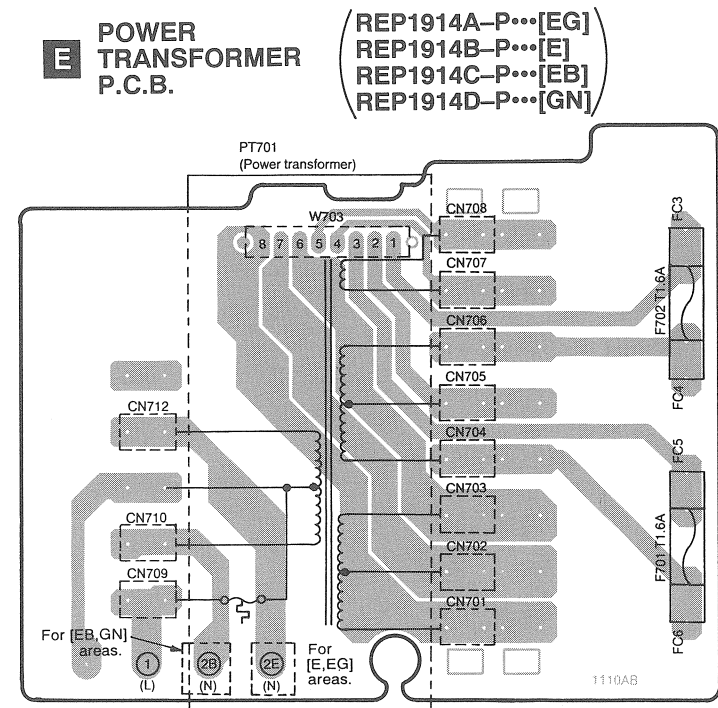 E
POWER
TRANSFORMER
P.C.B.
REP1914A–P•••[EG]
REP1914B–P•••[E]
REP1914C–P•••[EB]
REP1914D–P•••[GN]
PT701
(Power transformer)
W703
8 7 6 5 4 3 2 1
CN708
CN707
CN706
CN705
CN704
CN703
CN702
CN701
FC3
F702 T1.6A
FC4
FC5
F701 T1.6A
FC6
CN712
CN710
CN709
For [EB,GN]
areas.
1
(L)
2B
(N)
2E
(N)
For
[E,EG]
areas.
1110AB